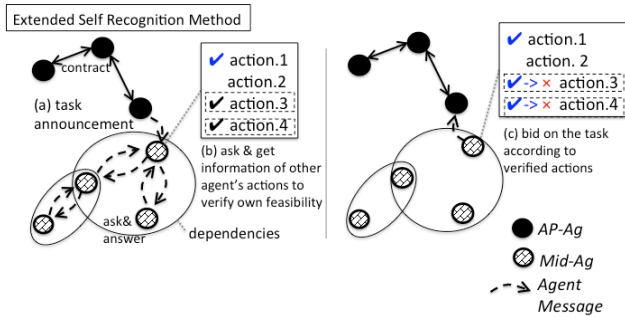 Extended Self Recognition Method
contract
(a) task
announcement
✔ action.1
action.2
✔ action.3
✔ action.4
(b) ask & get
information of other
agent's actions to
verify own feasibility
ask&
answer
dependencies
✔ action.1
action. 2
✔-> × action.3
✔-> × action.4
(c) bid on the task
according to
verified actions
AP-Ag
Mid-Ag
Agent
Message